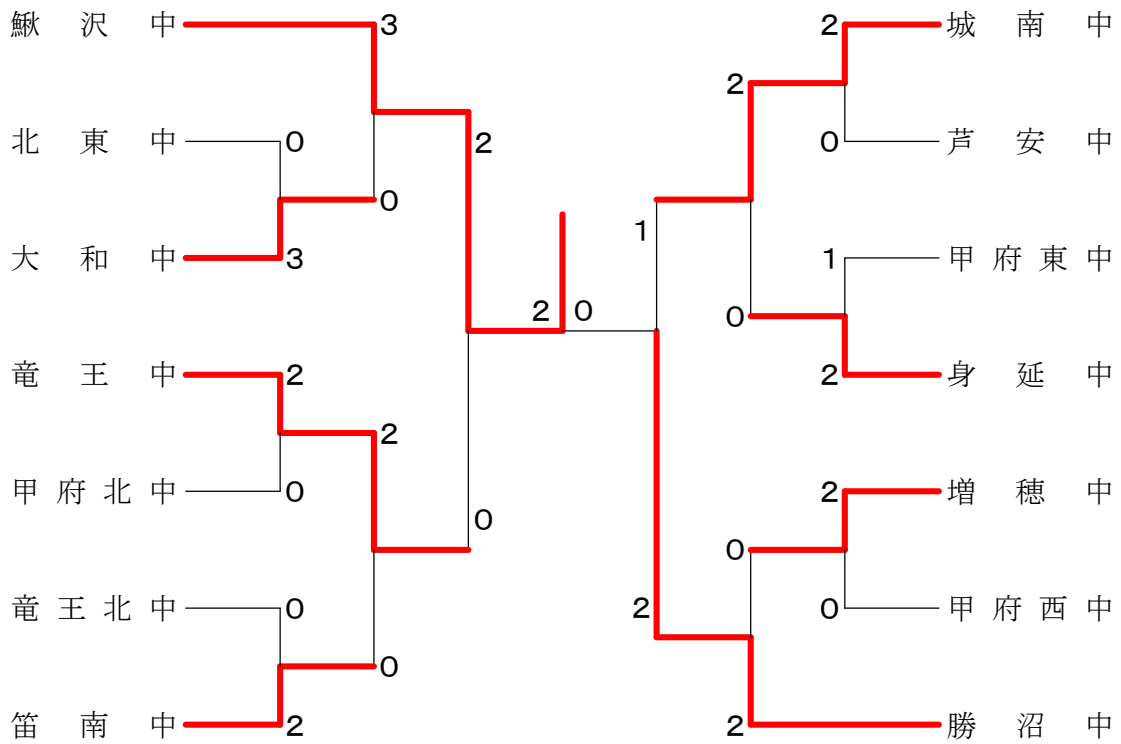 鰍沢中 3 2 城南中
2
北東中 0 2 0 芦安中
0
1
大和中 3 1 甲府東中
2 0 0
竜王中 2 2 身延中
2
甲府北中 0 2 増穂中
0
0
竜王北中 0 2 0 甲府西中
0
笛南中 2 2 勝沼中